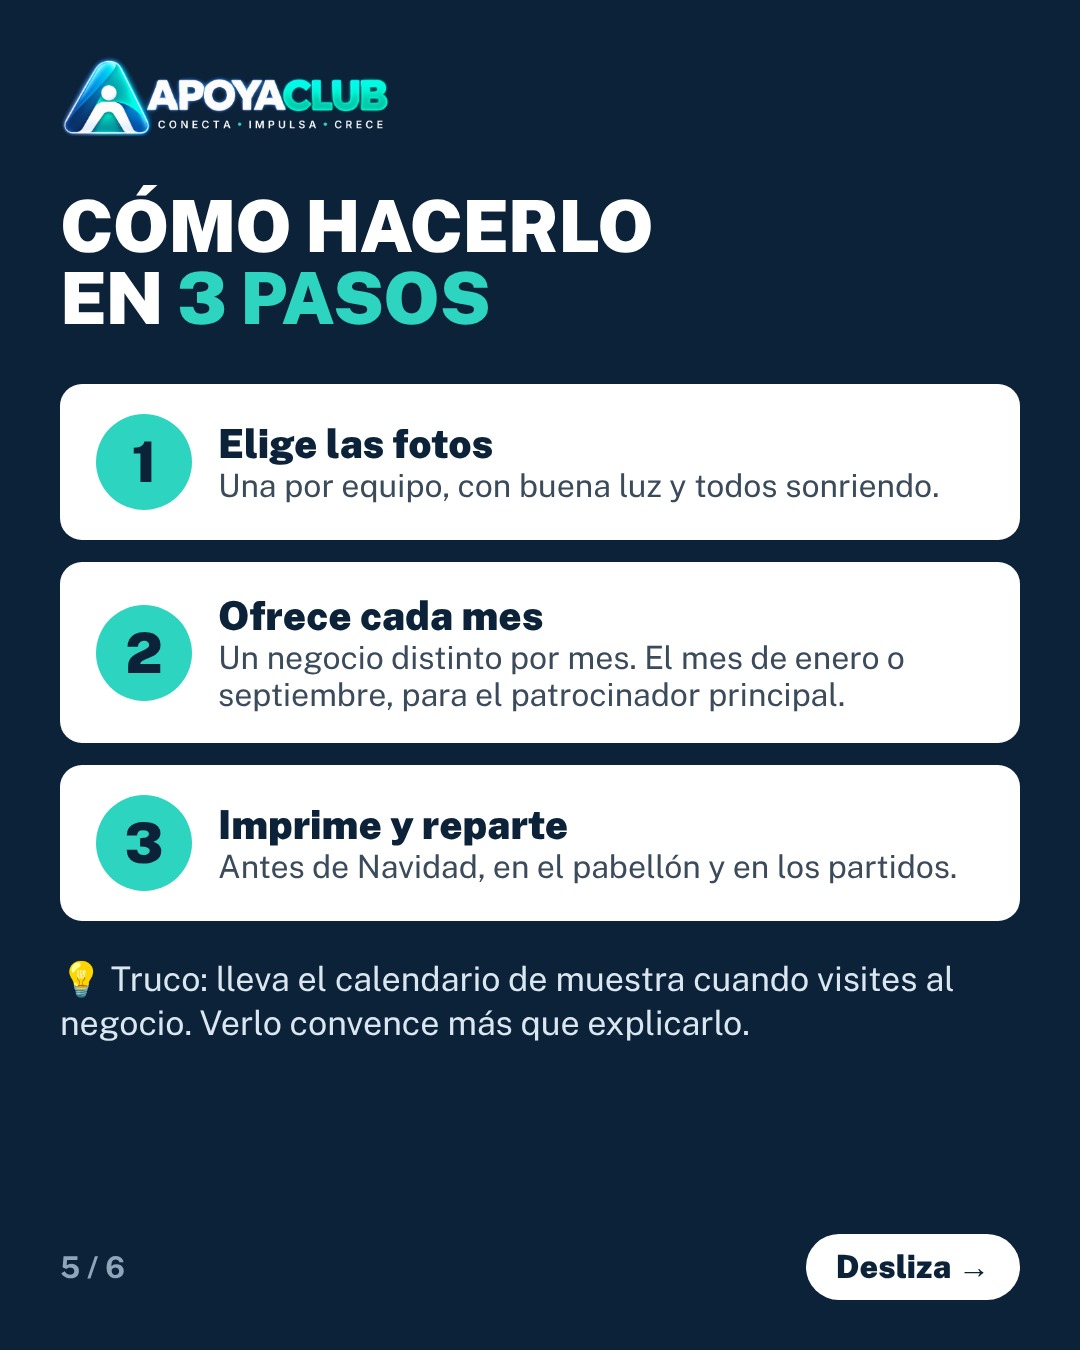 APOYACLUB
CONECTA • IMPULSA • CRECE
CÓMO HACERLO
EN 3 PASOS
1
Elige las fotos
Una por equipo, con buena luz y todos sonriendo.
2
Ofrece cada mes
Un negocio distinto por mes. El mes de enero o
septiembre, para el patrocinador principal.
3
Imprime y reparte
Antes de Navidad, en el pabellón y en los partidos.
💡 Truco: lleva el calendario de muestra cuando visites al
negocio. Verlo convence más que explicarlo.
5 / 6
Desliza →